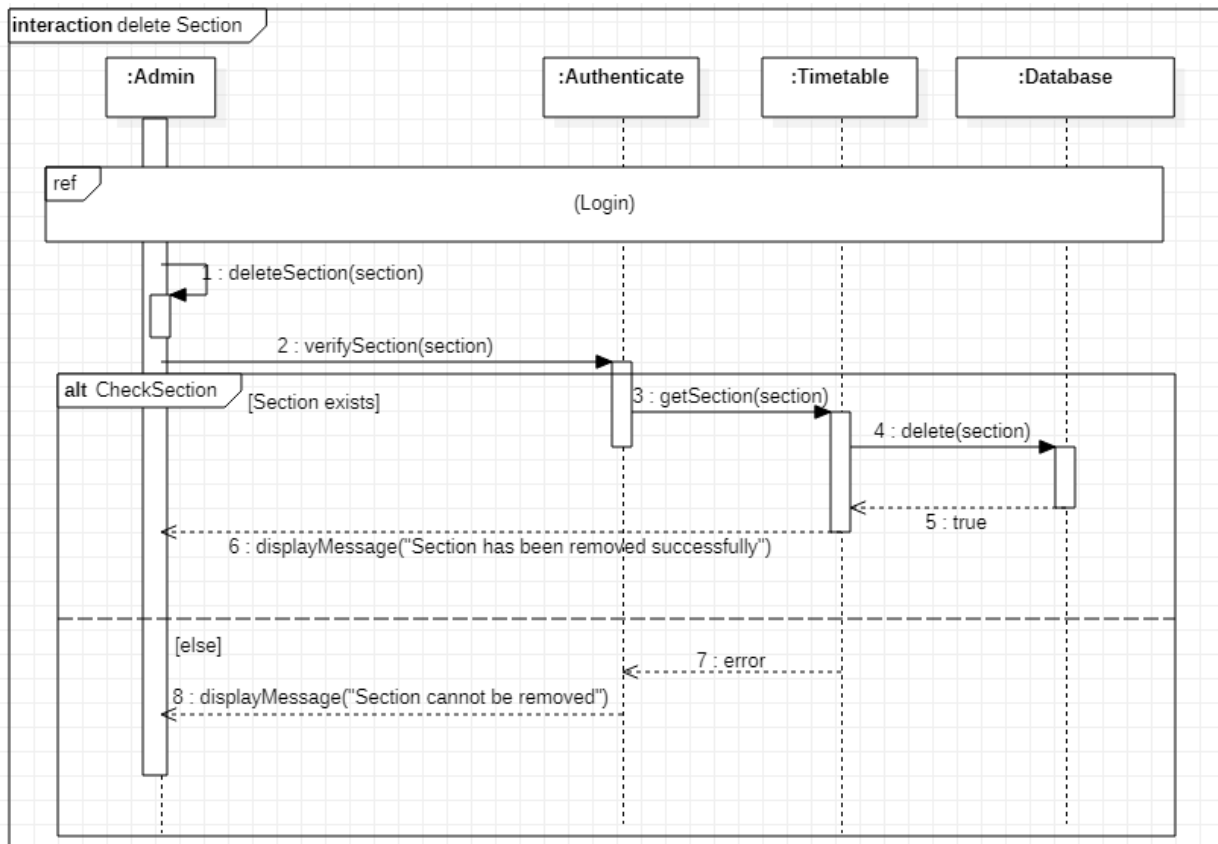 interaction delete Section
:Admin
:Authenticate
:Timetable
:Database
ref
(Login)
1 : deleteSection(section)
2 : verifySection(section)
alt CheckSection
[Section exists]
3 : getSection(section)
4 : delete(section)
5 : true
6 : displayMessage("Section has been removed successfully")
[else]
7 : error
8 : displayMessage("Section cannot be removed")